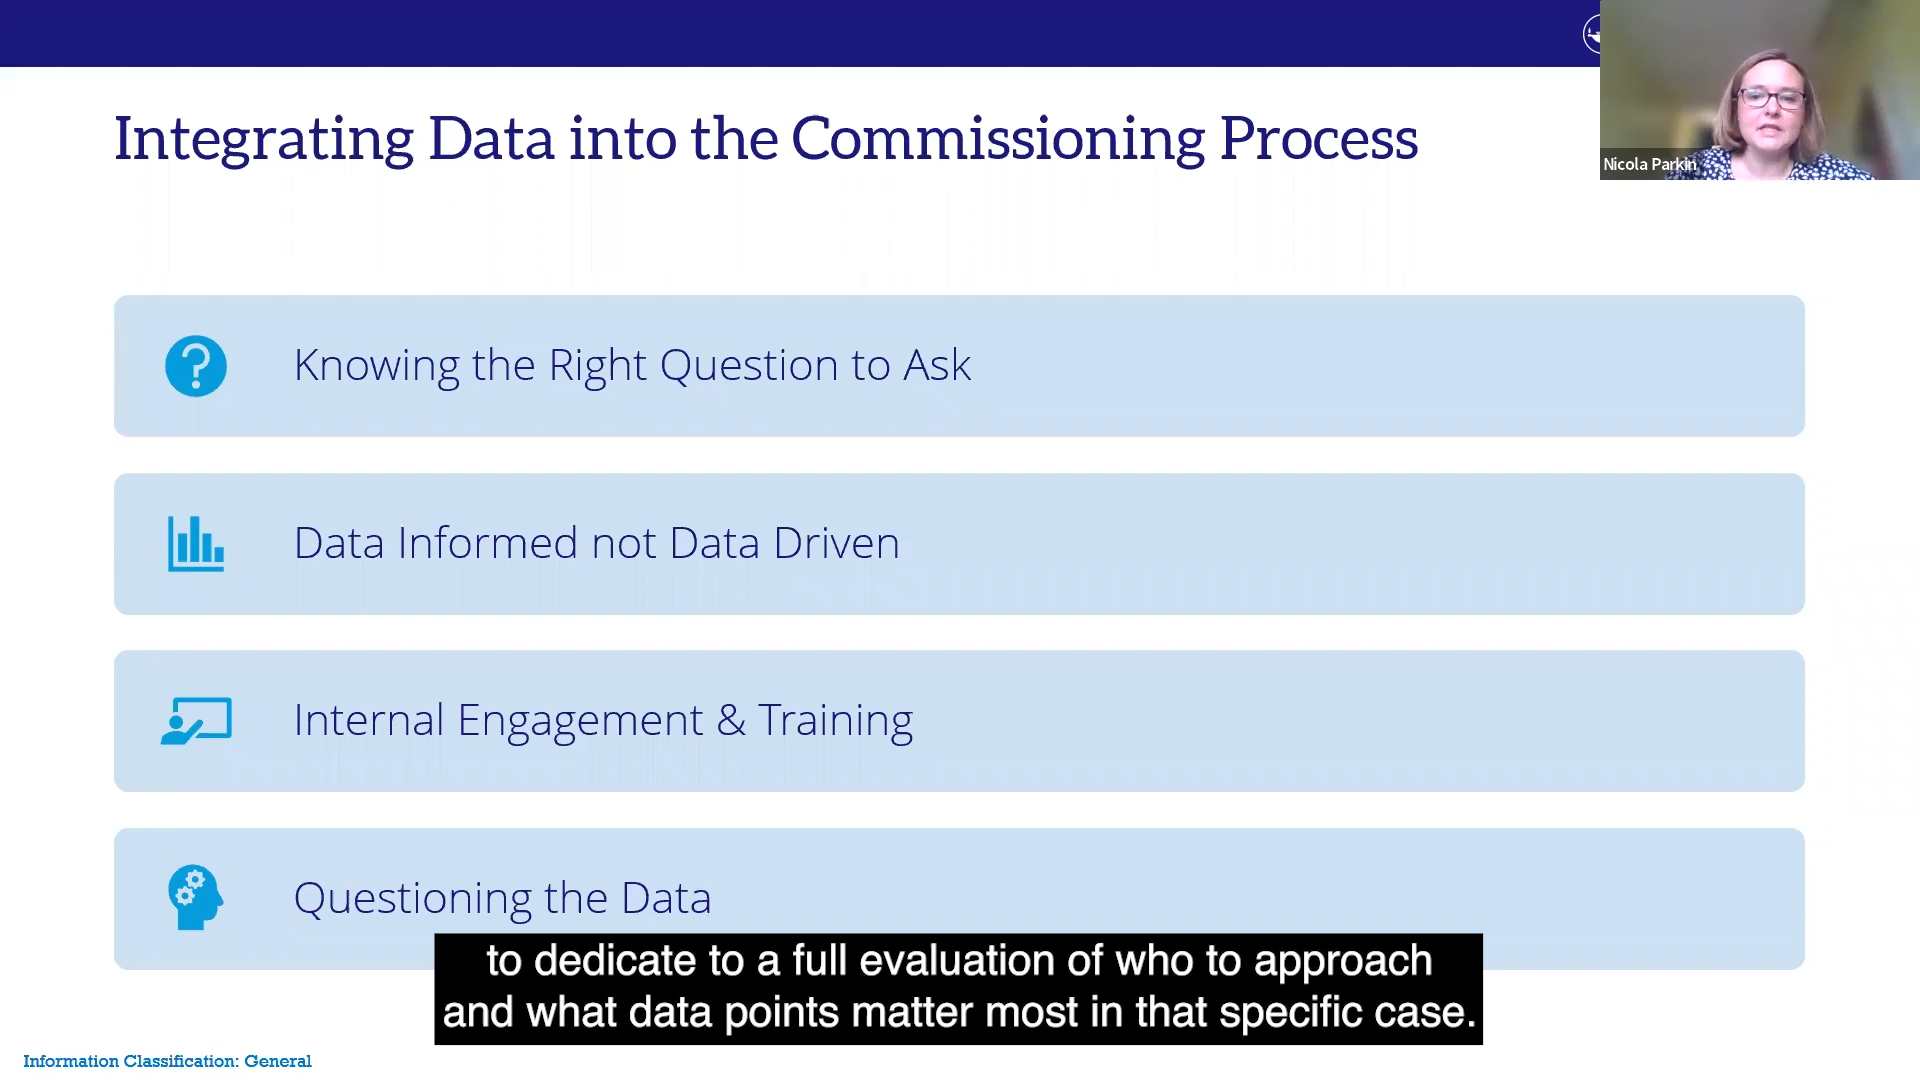 Integrating Data into the Commissioning Process
Nicola Parkin
Knowing the Right Question to Ask
Data Informed not Data Driven
Internal Engagement & Training
Questioning the Data
to dedicate to a full evaluation of who to approach
and what data points matter most in that specific case.
Information Classification: General